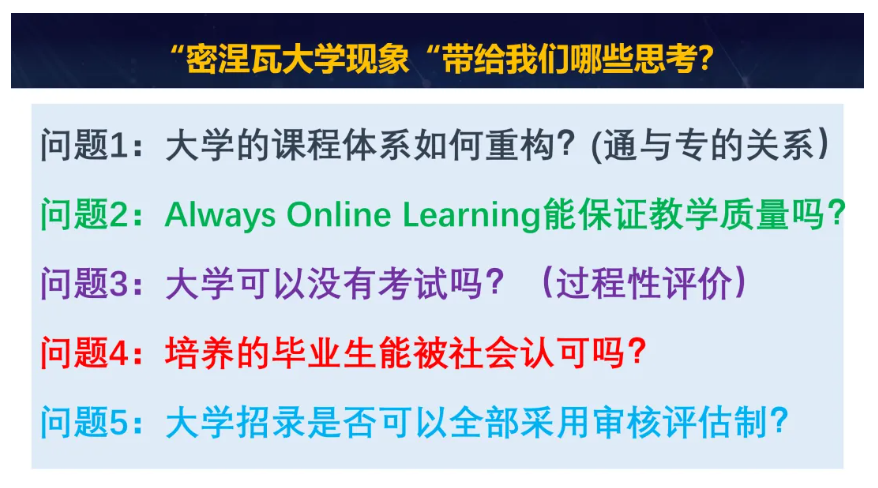 “密涅瓦大学现象“带给我们哪些思考？
问题1：大学的课程体系如何重构？(通与专的关系）
问题2：Always Online Learning能保证教学质量吗？
问题3：大学可以没有考试吗？（过程性评价）
问题4：培养的毕业生能被社会认可吗？
问题5：大学招录是否可以全部采用审核评估制？